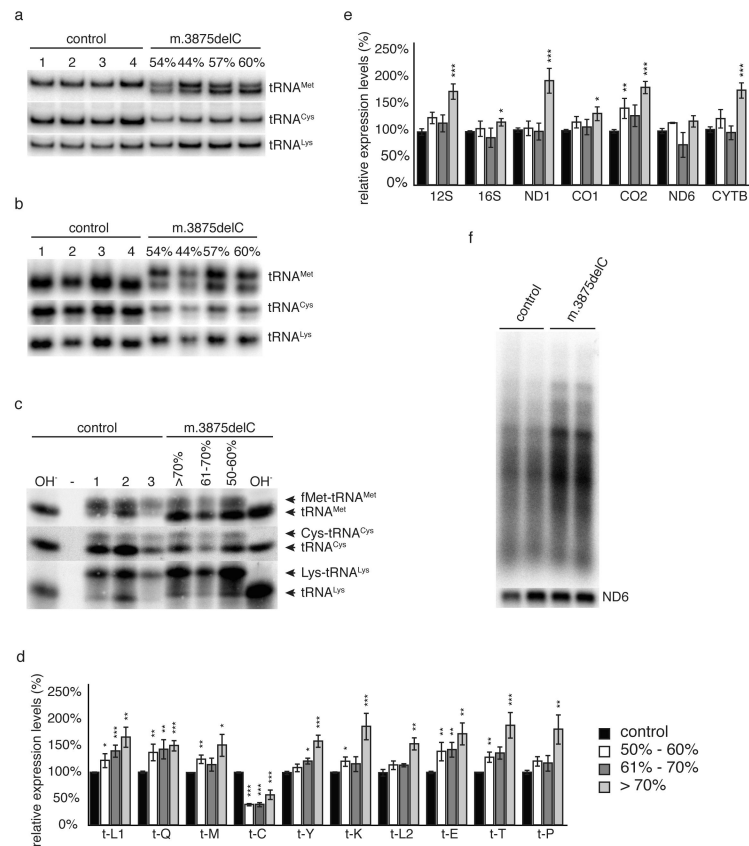 a
control m.3875delC
1 2 3 4 54% 44% 57% 60%
tRNAMet
tRNACys
tRNALys
b
control m.3875delC
1 2 3 4 54% 44% 57% 60%
tRNAMet
tRNACys
tRNALys
c
control m.3875delC
OH- - 1 2 3 >70% 61-70% 50-60% OH-
fMet-tRNAMet
tRNAMet
Cys-tRNACys
tRNACys
Lys-tRNALys
tRNALys
d
relative expression levels (%)
250%
200%
150%
100%
50%
0%
* *** ** ** ** *** ** * *** *** *** * *** * *** ** ** ** ** ** *** **
t-L1 t-Q t-M t-C t-Y t-K t-L2 t-E t-T t-P
control
50% - 60%
61% - 70%
> 70%
e
relative expression levels (%)
250%
200%
150%
100%
50%
0%
*** * *** * ** *** ***
12S 16S ND1 CO1 CO2 ND6 CYTB
f
control
m.3875delC
ND6